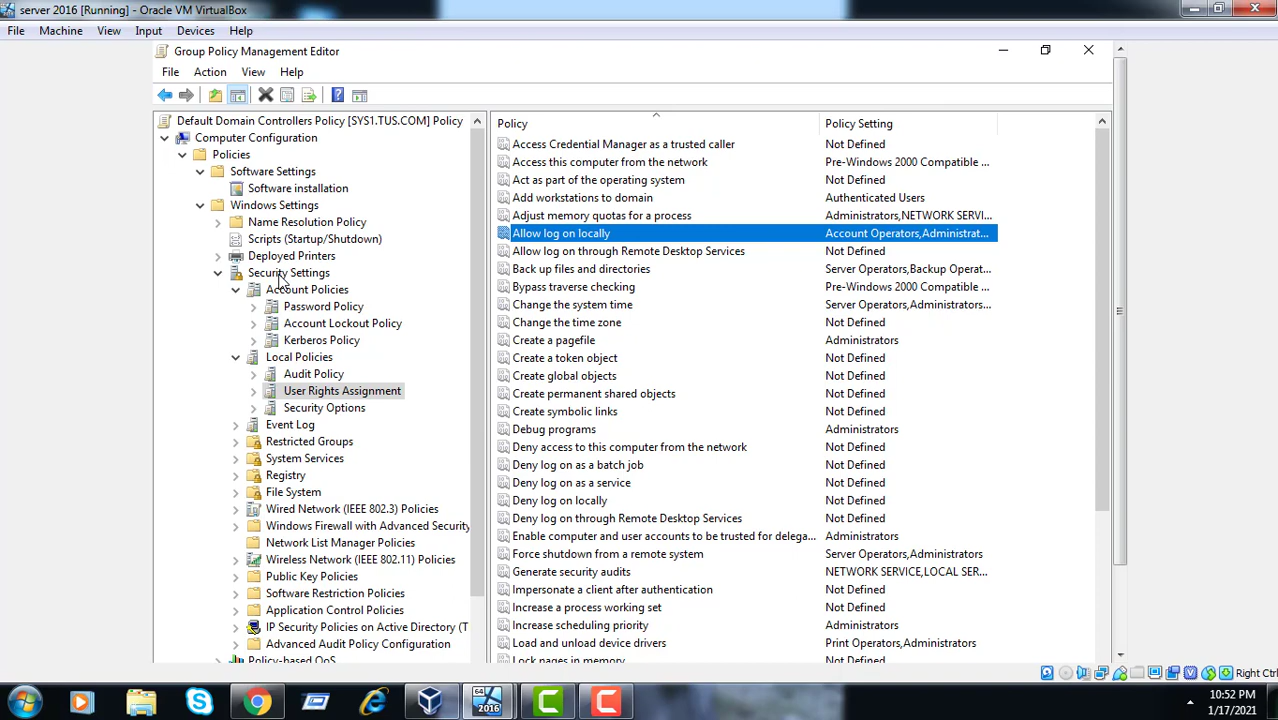 server 2016 [Running] - Oracle VM VirtualBox
File Machine View Input Devices Help
Group Policy Management Editor
File Action View Help
Default Domain Controllers Policy [SYS1.TUS.COM] Policy
Computer Configuration
Policies
Software Settings
Software installation
Windows Settings
Name Resolution Policy
Scripts (Startup/Shutdown)
Deployed Printers
Security Settings
Account Policies
Password Policy
Account Lockout Policy
Kerberos Policy
Local Policies
Audit Policy
User Rights Assignment
Security Options
Event Log
Restricted Groups
System Services
Registry
File System
Wired Network (IEEE 802.3) Policies
Windows Firewall with Advanced Security
Network List Manager Policies
Wireless Network (IEEE 802.11) Policies
Public Key Policies
Software Restriction Policies
Application Control Policies
IP Security Policies on Active Directory (T
Advanced Audit Policy Configuration
Policy-based QoS
Policy Policy Setting
Access Credential Manager as a trusted caller Not Defined
Access this computer from the network Pre-Windows 2000 Compatible ...
Act as part of the operating system Not Defined
Add workstations to domain Authenticated Users
Adjust memory quotas for a process Administrators,NETWORK SERVI...
Allow log on locally Account Operators,Administrat...
Allow log on through Remote Desktop Services Not Defined
Back up files and directories Server Operators,Backup Operat...
Bypass traverse checking Pre-Windows 2000 Compatible ...
Change the system time Server Operators,Administrators...
Change the time zone Not Defined
Create a pagefile Administrators
Create a token object Not Defined
Create global objects Not Defined
Create permanent shared objects Not Defined
Create symbolic links Not Defined
Debug programs Administrators
Deny access to this computer from the network Not Defined
Deny log on as a batch job Not Defined
Deny log on as a service Not Defined
Deny log on locally Not Defined
Deny log on through Remote Desktop Services Not Defined
Enable computer and user accounts to be trusted for delega... Administrators
Force shutdown from a remote system Server Operators,Administrators
Generate security audits NETWORK SERVICE,LOCAL SER...
Impersonate a client after authentication Not Defined
Increase a process working set Not Defined
Increase scheduling priority Administrators
Load and unload device drivers Print Operators,Administrators
Lock pages in memory Not Defined
Right Ctrl
64
2016
10:52 PM
1/17/2021